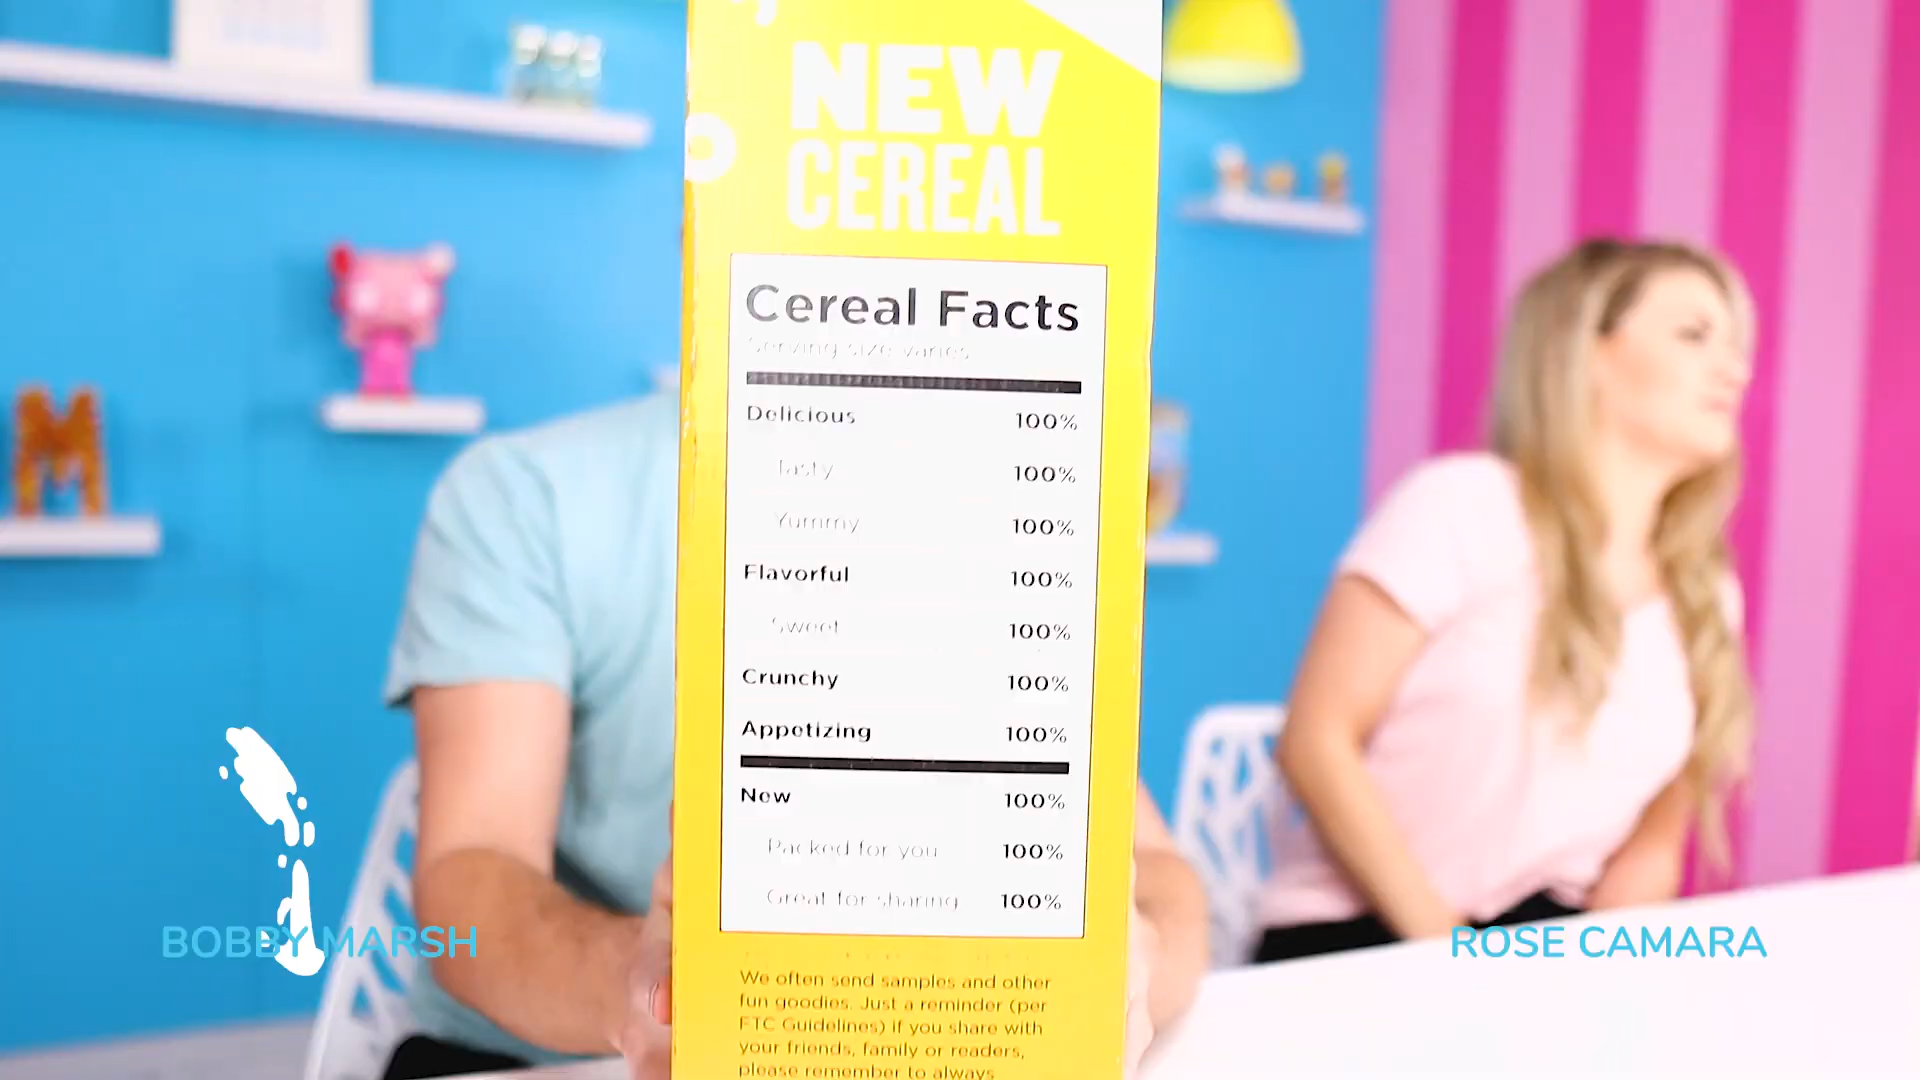 NEW
CEREAL
Cereal Facts
Serving size varies
Delicious 100%
Tasty 100%
Yummy 100%
Flavorful 100%
Sweet 100%
Crunchy 100%
Appetizing 100%
New 100%
Packed for you 100%
Great for sharing 100%
We often send samples and other
fun goodies. Just a reminder (per
FTC Guidelines) if you share with
your friends, family or readers,
please remember to always
BOBBY MARSH
ROSE CAMARA
M